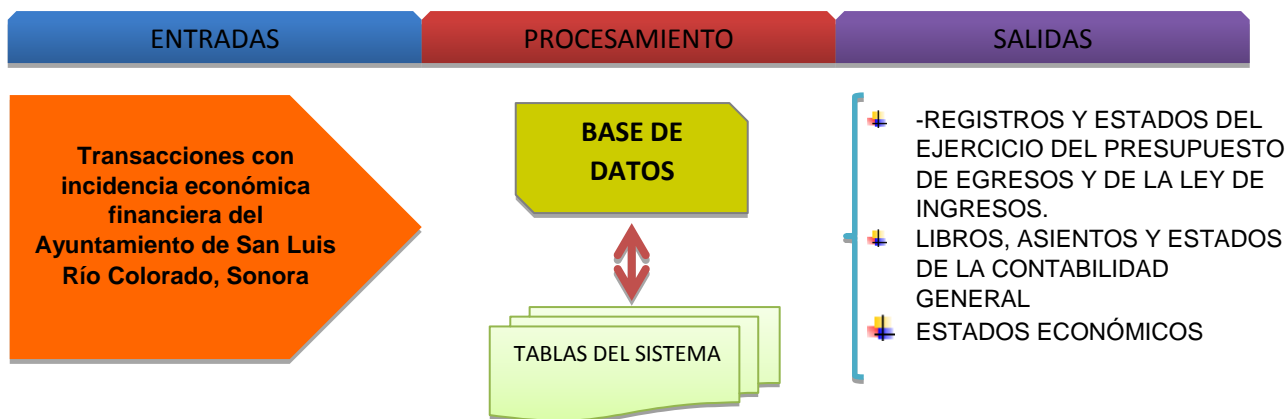 ENTRADAS
PROCESAMIENTO
SALIDAS
Transacciones con
incidencia económica
financiera del
Ayuntamiento de San Luis
Río Colorado, Sonora
BASE DE
DATOS
TABLAS DEL SISTEMA
-REGISTROS Y ESTADOS DEL
EJERCICIO DEL PRESUPUESTO
DE EGRESOS Y DE LA LEY DE
INGRESOS.
LIBROS, ASIENTOS Y ESTADOS
DE LA CONTABILIDAD
GENERAL
ESTADOS ECONÓMICOS